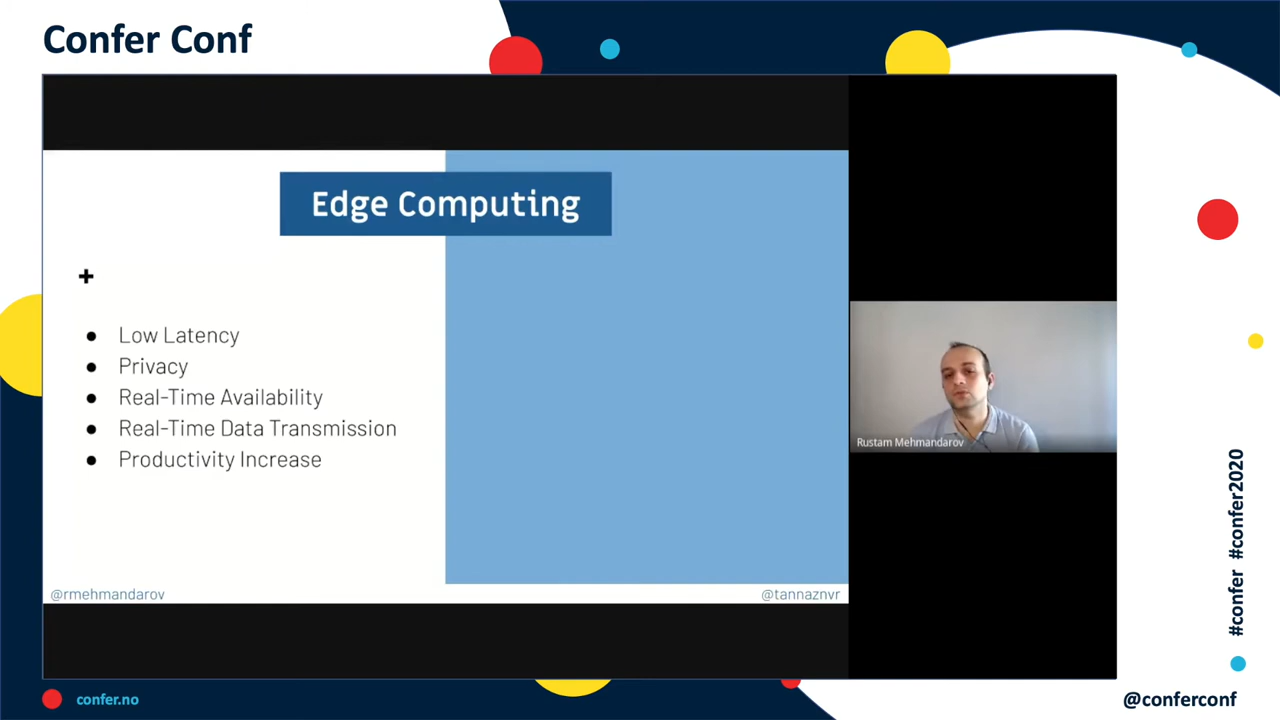 Confer Conf
Edge Computing
+
● Low Latency
● Privacy
● Real-Time Availability
● Real-Time Data Transmission
● Productivity Increase
@rmehmandarov
@tannaznvr
Rustam Mehmandarov
#confer #confer2020
confer.no
@conferconf